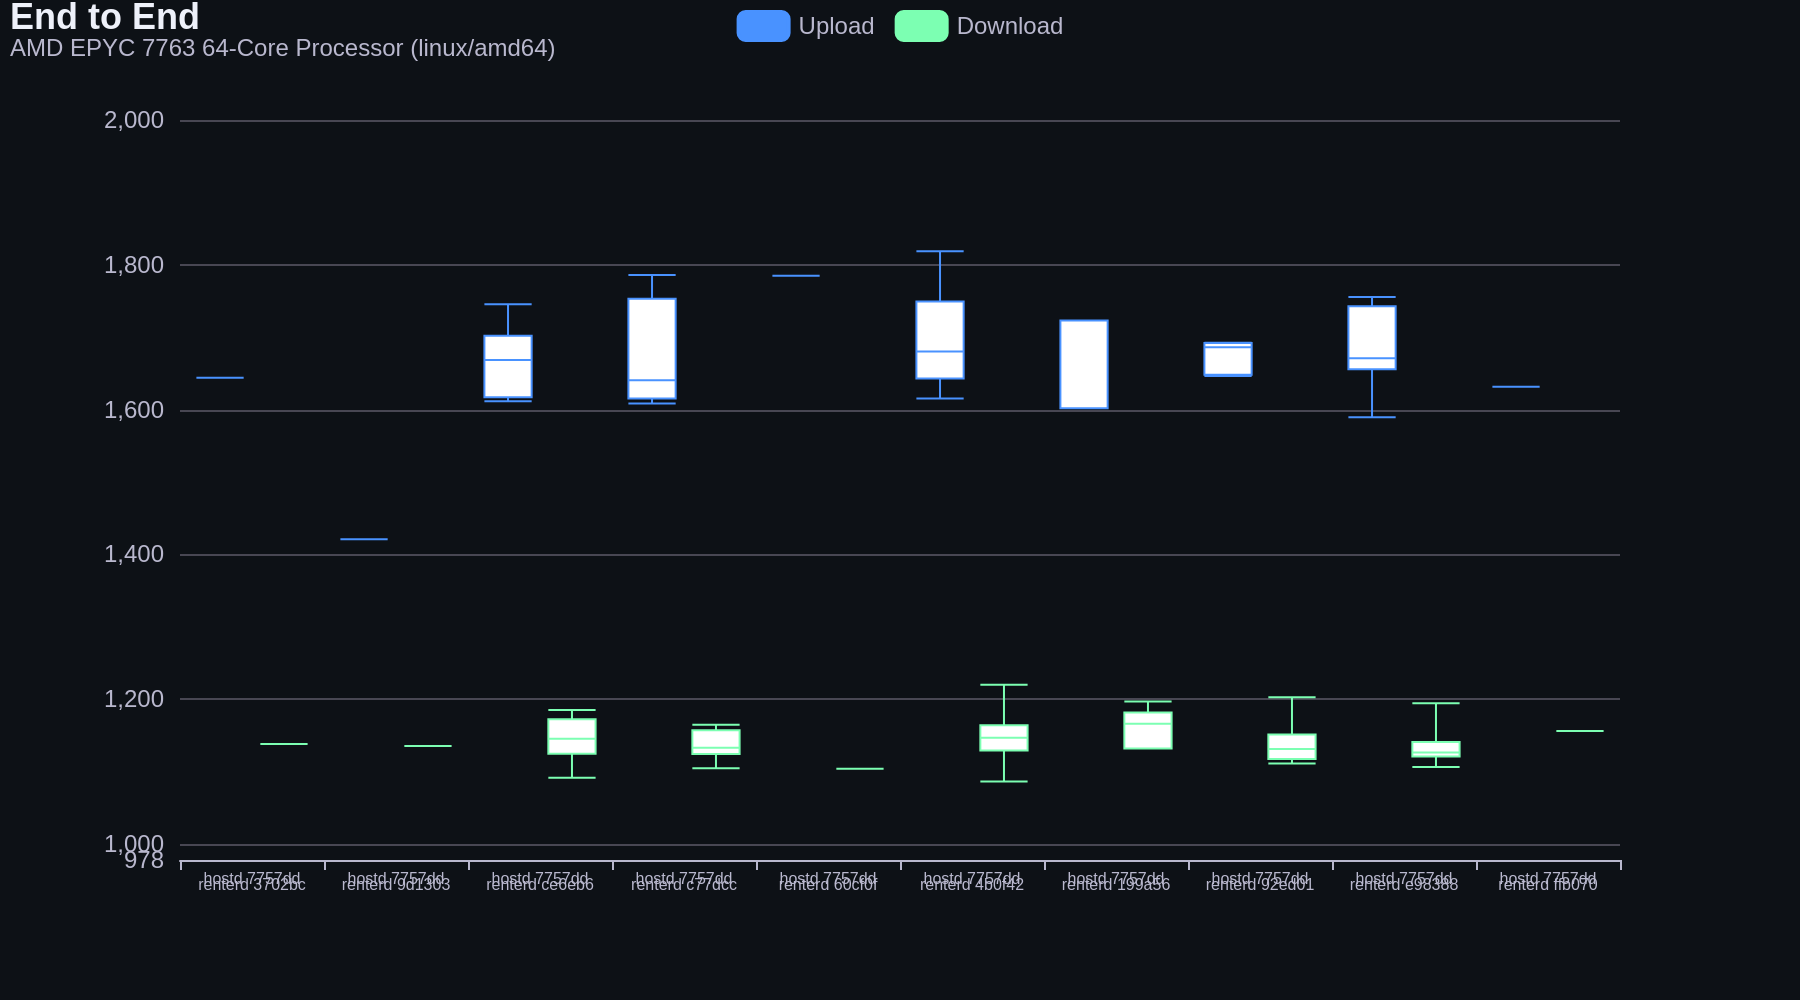 End to End
AMD EPYC 7763 64-Core Processor (linux/amd64)
Upload
Download
2,000
1,800
1,600
1,400
1,200
1,000
978
hostd 7757dd
renterd 3702bc
hostd 7757dd
renterd 9d1303
hostd 7757dd
renterd ce6eb6
hostd 7757dd
renterd c77dcc
hostd 7757dd
renterd 60cf0f
hostd 7757dd
renterd 4b0f42
hostd 7757dd
renterd 199a56
hostd 7757dd
renterd 92ed01
hostd 7757dd
renterd e98388
hostd 7757dd
renterd ffb070